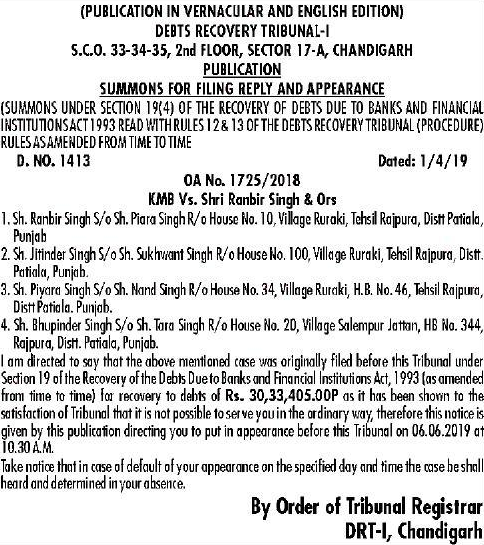 (PUBLICATION IN VERNACULAR AND ENGLISH EDITION)
DEBTS RECOVERY TRIBUNAL-I
S.C.O. 33-34-35, 2nd FLOOR, SECTOR 17-A, CHANDIGARH
PUBLICATION
SUMMONS FOR FILING REPLY AND APPEARANCE
(SUMMONS UNDER SECTION 19(4) OF THE RECOVERY OF DEBTS DUE TO BANKS AND FINANCIAL
INSTITUTIONS ACT 1993 READ WITH RULES 12 & 13 OF THE DEBTS RECOVERY TRIBUNAL (PROCEDURE)
RULES AS AMENDED FROM TIME TO TIME
D. NO. 1413 Dated: 1/4/19
OA No. 1725/2018
KMB Vs. Shri Ranbir Singh & Ors
1. Sh. Ranbir Singh S/o Sh. Piara Singh R/o House No. 10, Village Ruraki, Tehsil Rajpura, Distt Patiala,
Punjab
2. Sh. Jitinder Singh S/o Sh. Sukhwant Singh R/o House No. 100, Village Ruraki, Tehsil Rajpura, Distt.
Patiala, Punjab.
3. Sh. Piyara Singh S/o Sh. Nand Singh R/o House No. 34, Village Ruraki, H.B. No. 46, Tehsil Rajpura,
Distt Patiala. Punjab.
4. Sh. Bhupinder Singh S/o Sh. Tara Singh R/o House No. 20, Village Salempur Jattan, HB No. 344,
Rajpura, Distt. Patiala, Punjab.
I am directed to say that the above mentioned case was originally filed before this Tribunal under
Section 19 of the Recovery of the Debts Due to Banks and Financial Institutions Act, 1993 (as amended
from time to time) for recovery to debts of Rs. 30,33,405.00P as it has been shown to the
satisfaction of Tribunal that it is not possible to serve you in the ordinary way, therefore this notice is
given by this publication directing you to put in appearance before this Tribunal on 06.06.2019 at
10.30 A.M.
Take notice that in case of default of your appearance on the specified day and time the case be shall
heard and determined in your absence.
By Order of Tribunal Registrar
DRT-I, Chandigarh